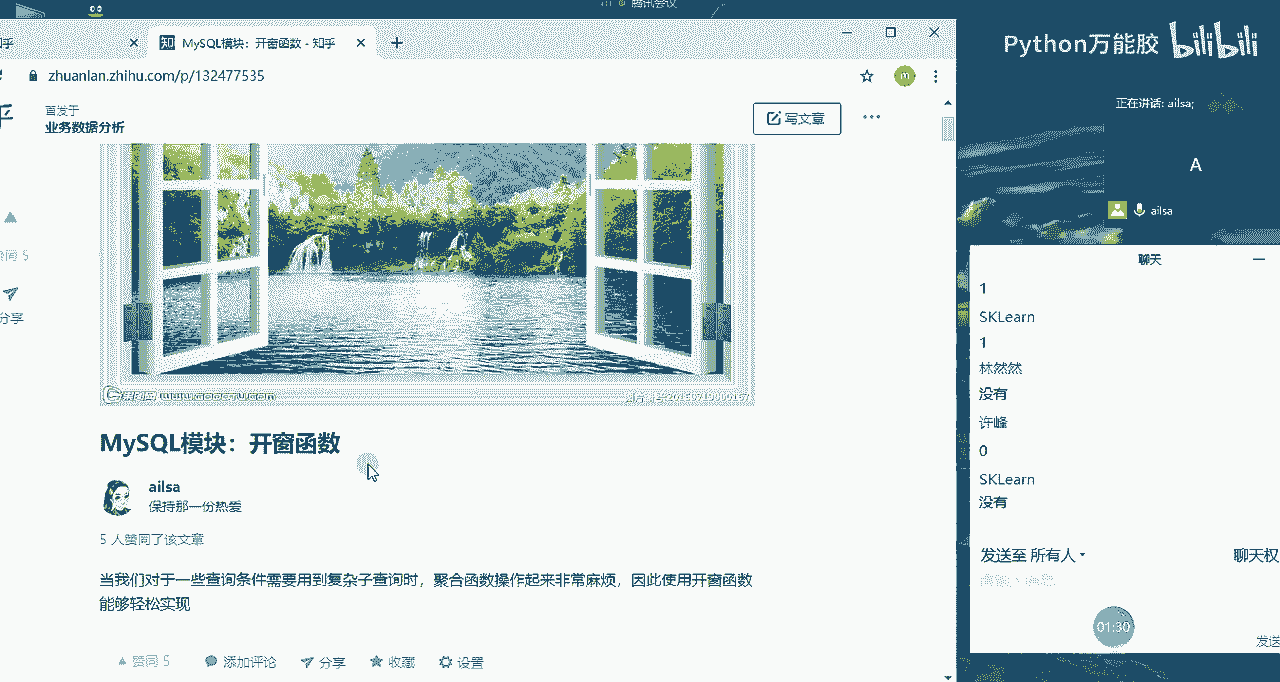 腾讯会议
乎
MySQL模块：开窗函数 - 知乎
zhuanlan.zhihu.com/p/132477535
Python万能胶 bilibili
正在讲话: ailsa;
A
ailsa
乎
首发于
业务数据分析
写文章
赞同 5
分享
MySQL模块：开窗函数
ailsa
保持那一份热爱
5 人赞同了该文章
当我们对于一些查询条件需要用到复杂子查询时，聚合函数操作起来非常麻烦，因此使用开窗函数
能够轻松实现
赞同 5
添加评论
分享
收藏
设置
聊天
1
SKLearn
1
林然然
没有
许峰
0
SKLearn
没有
发送至 所有人
聊天权
01:30
发送